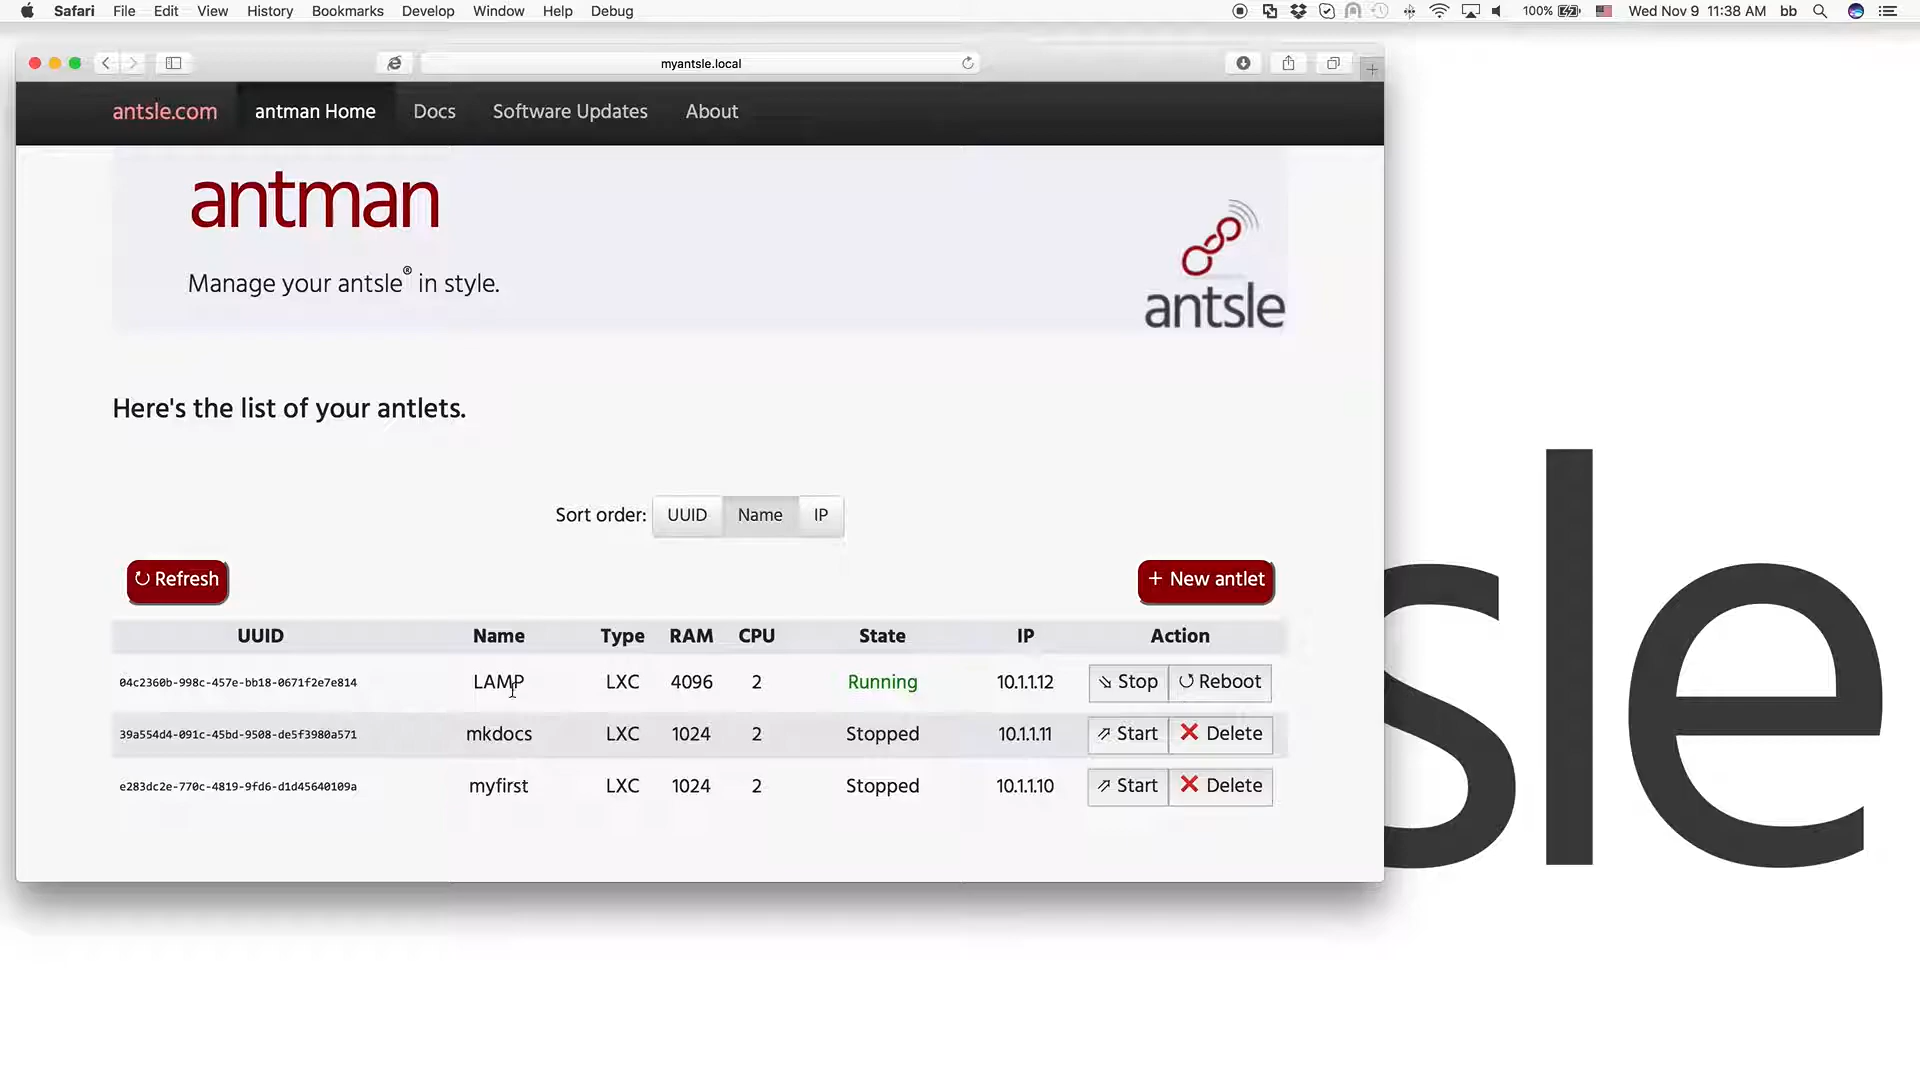 Safari File Edit View History Bookmarks Develop Window Help Debug 100% Wed Nov 9 11:38 AM bb
myantsle.local
antsle.com antman Home Docs Software Updates About
antman
Manage your antsle® in style.
antsle
Here's the list of your antlets.
Sort order: UUID Name IP
Refresh + New antlet
UUID Name Type RAM CPU State IP Action
04c2360b-998c-457e-bb18-0671f2e7e814 LAMP LXC 4096 2 Running 10.1.1.12 Stop Reboot
39a554d4-091c-45bd-9508-de5f3980a571 mkdocs LXC 1024 2 Stopped 10.1.1.11 Start Delete
e283dc2e-770c-4819-9fd6-d1d45640109a myfirst LXC 1024 2 Stopped 10.1.1.10 Start Delete
sle